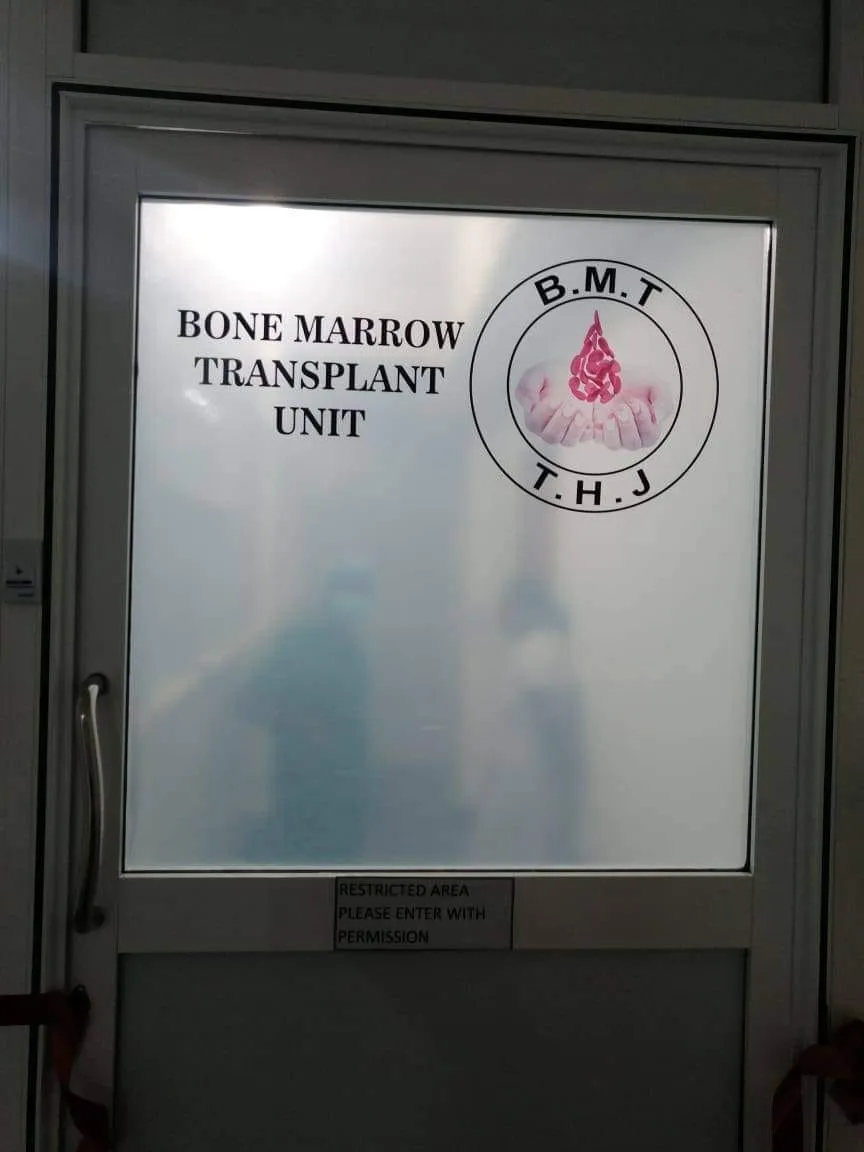 BONE MARROW
TRANSPLANT
UNIT
B.M.T
T.H.J
RESTRICTED AREA
PLEASE ENTER WITH
PERMISSION